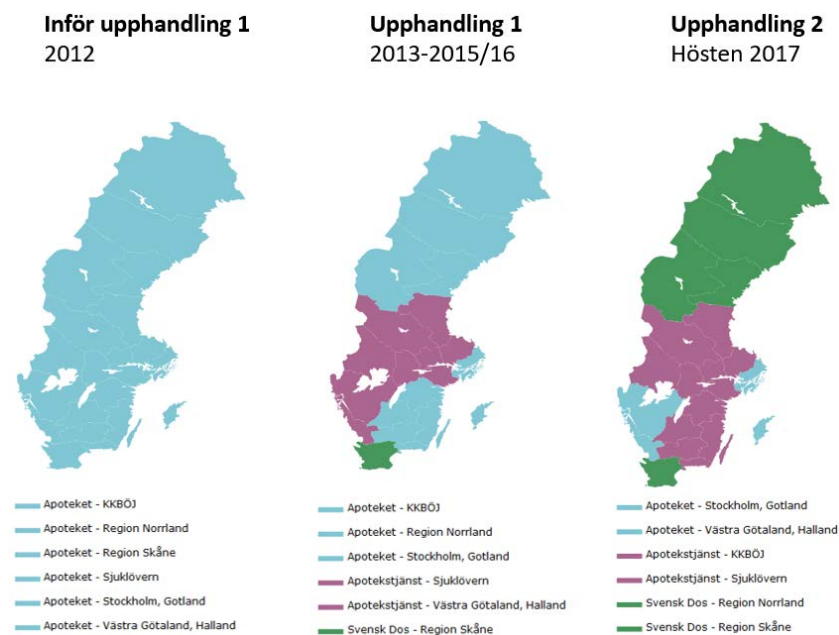 Inför upphandling 1
2012
Upphandling 1
2013-2015/16
Upphandling 2
Hösten 2017
Apoteket - KKBÖJ
Apoteket - Region Norrland
Apoteket - Region Skåne
Apoteket - Sjuklövern
Apoteket - Stockholm, Gotland
Apoteket - Västra Götaland, Halland
Apoteket - KKBÖJ
Apoteket - Region Norrland
Apoteket - Stockholm, Gotland
Apotekstjänst - Sjuklövern
Apotekstjänst - Västra Götaland, Halland
Svensk Dos - Region Skåne
Apoteket - Stockholm, Gotland
Apoteket - Västra Götaland, Halland
Apotekstjänst - KKBÖJ
Apotekstjänst - Sjuklövern
Svensk Dos - Region Norrland
Svensk Dos - Region Skåne